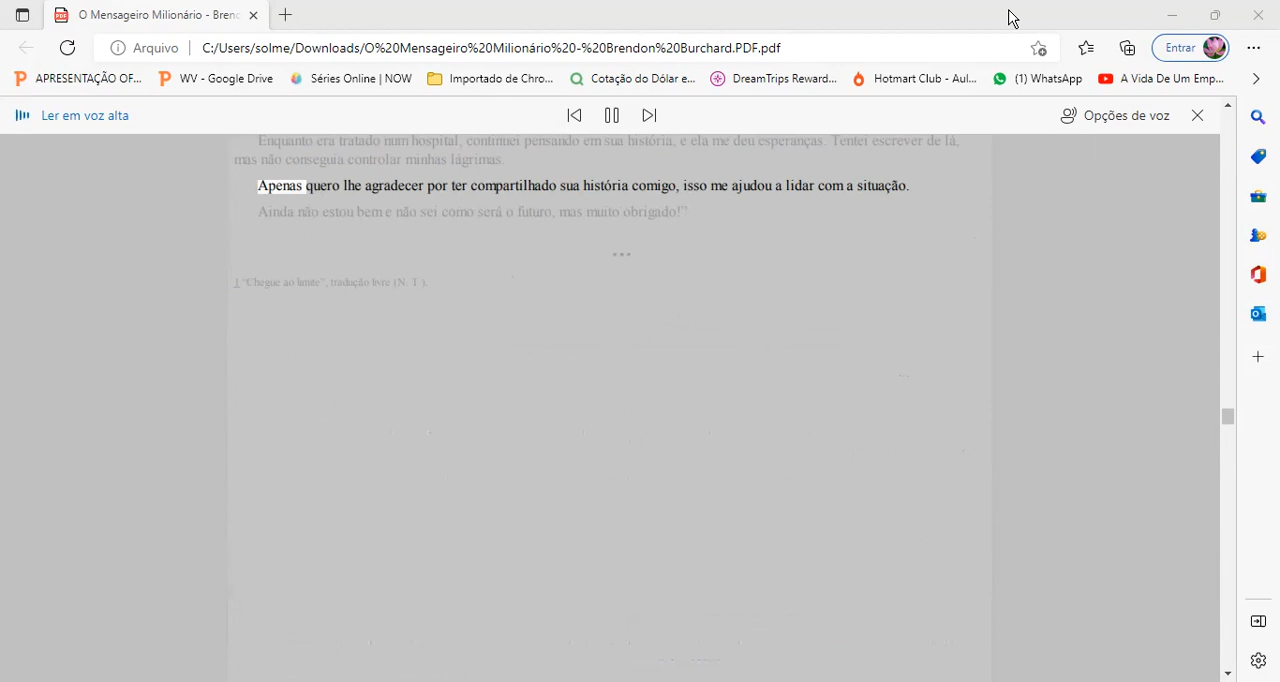 O Mensageiro Milionário - Bren
Arquivo
C:/Users/solme/Downloads/O%20Mensageiro%20Milionário%20-%20Brendon%20Burchard.PDF.pdf
Entrar
APRESENTAÇÃO OF...
WV - Google Drive
Séries Online | NOW
Importado de Chro...
Cotação do Dólar e...
DreamTrips Reward...
Hotmart Club - Aul...
(1) WhatsApp
A Vida De Um Emp...
Ler em voz alta
Opções de voz
Enquanto era tratado num hospital, continuei pensando em sua história, e ela me deu esperanças. Tentei escrever de lá,
mas não conseguia controlar minhas lágrimas.
Apenas quero lhe agradecer por ter compartilhado sua história comigo, isso me ajudou a lidar com a situação.
Ainda não estou bem e não sei como será o futuro, mas muito obrigado!”
•••
1 “Chegue ao limite”, tradução livre (N. T ).